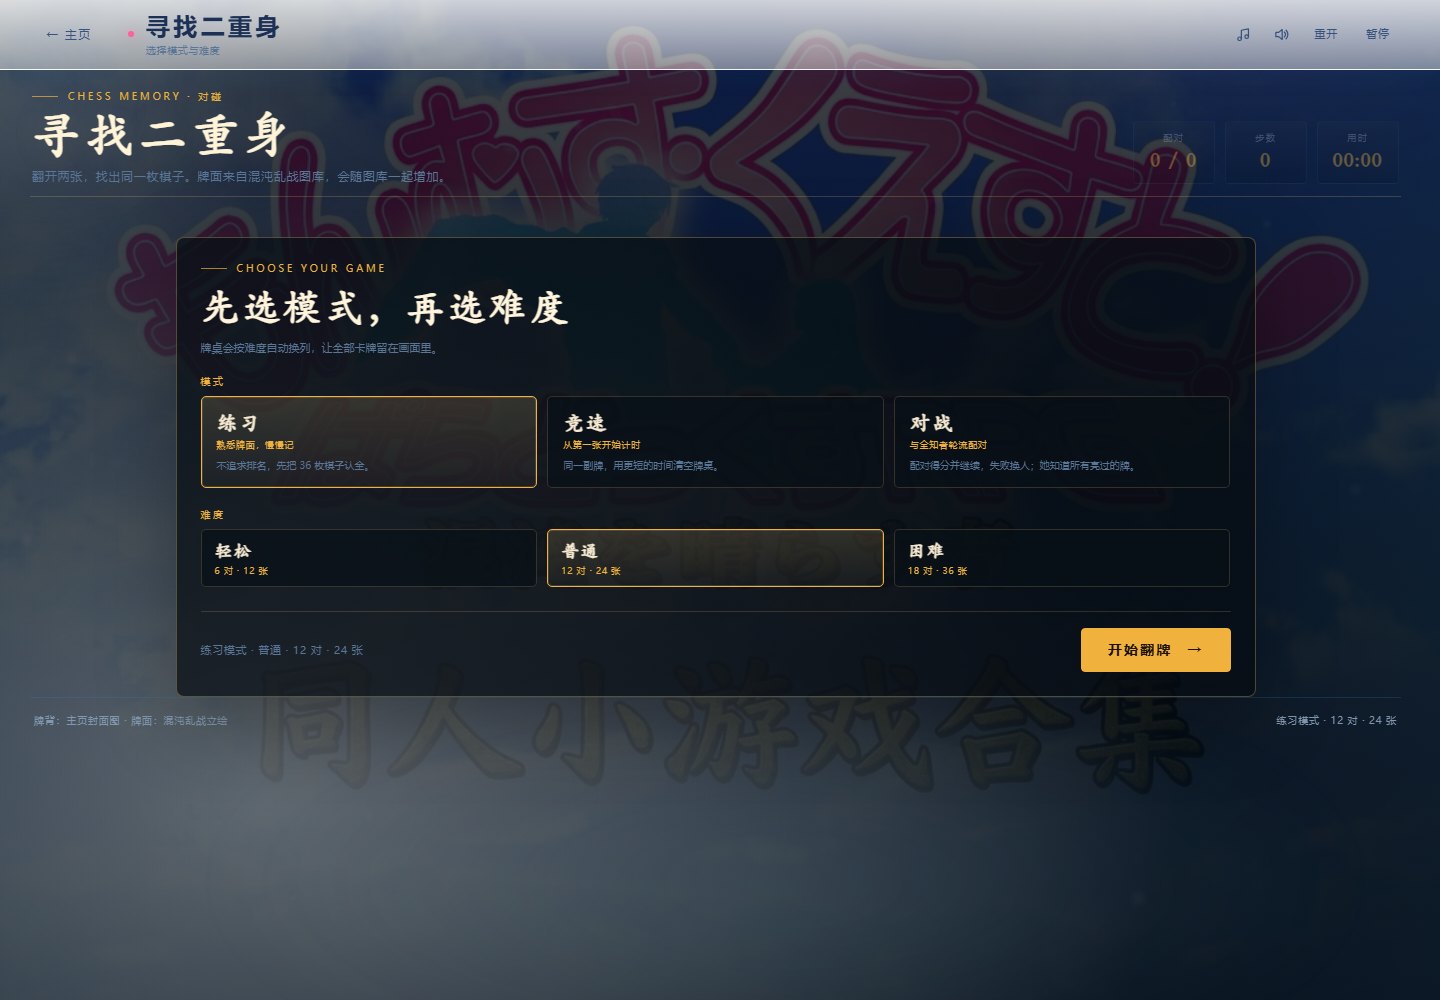 ← 主页
寻找二重身
选择模式与难度
重开
暂停
CHESS MEMORY · 对碰
寻找二重身
翻开两张，找出同一枚棋子。牌面来自混沌乱战图库，会随图库一起增加。
配对
0 / 0
步数
0
用时
00:00
CHOOSE YOUR GAME
先选模式，再选难度
牌桌会按难度自动换列，让全部卡牌留在画面里。
模式
练习
熟悉牌面，慢慢记
不追求排名，先把 36 枚棋子认全。
竞速
从第一张开始计时
同一副牌，用更短的时间清空牌桌。
对战
与全知者轮流配对
配对得分并继续，失败换人；她知道所有亮过的牌。
难度
轻松
6 对 · 12 张
普通
12 对 · 24 张
困难
18 对 · 36 张
练习模式 · 普通 · 12 对 · 24 张
开始翻牌 →
牌背：主页封面图 · 牌面：混沌乱战立绘
练习模式 · 12 对 · 24 张
同人小游戏合集